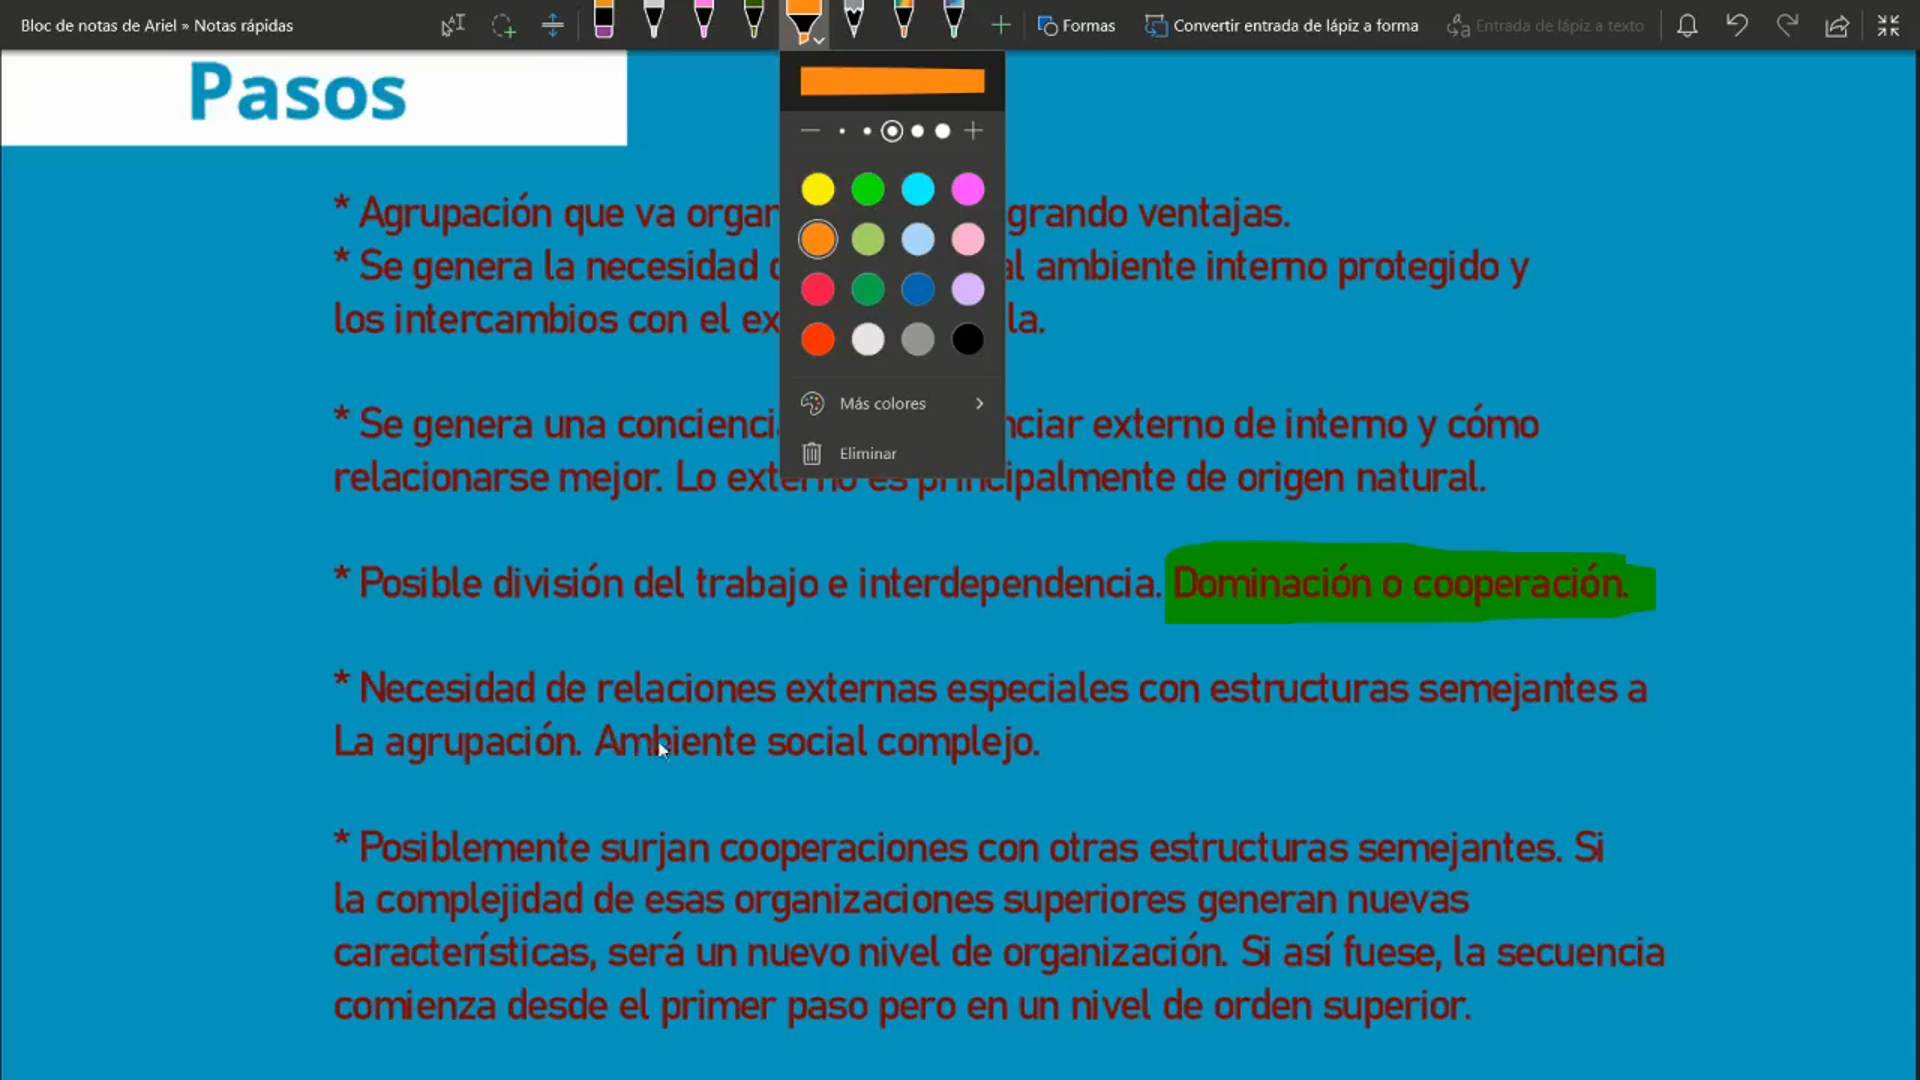 Bloc de notas de Ariel » Notas rápidas
Formas
Convertir entrada de lápiz a forma
Entrada de lápiz a texto
Pasos
* Agrupación que va organ grando ventajas.
* Se genera la necesidad al ambiente interno protegido y
los intercambios con el ex la.
* Se genera una concienci nciar externo de interno y cómo
relacionarse mejor. Lo externo es principalmente de origen natural.
* Posible división del trabajo e interdependencia. Dominación o cooperación.
* Necesidad de relaciones externas especiales con estructuras semejantes a
La agrupación. Ambiente social complejo.
* Posiblemente surjan cooperaciones con otras estructuras semejantes. Si
la complejidad de esas organizaciones superiores generan nuevas
características, será un nuevo nivel de organización. Si así fuese, la secuencia
comienza desde el primer paso pero en un nivel de orden superior.
Más colores
Eliminar